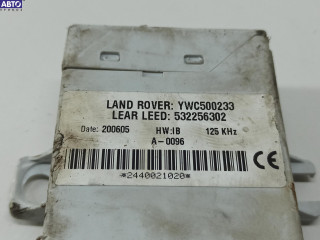 АВТО
LAND ROVER: YWC500233
LEAR LEED: 532256302
Date: 200605 HW:IB 125 KHz
A-0096
CE
*2440021020*